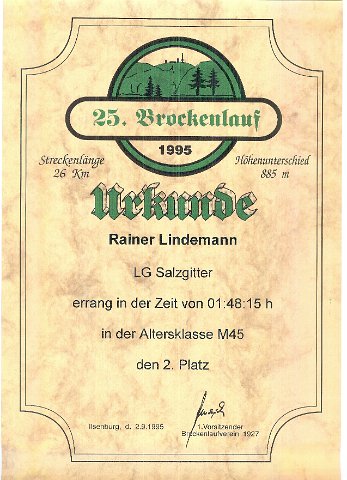 25. Brockenlauf
1995
Streckenlänge
26 Km
Höhenunterschied
885 m
Urkunde
Rainer Lindemann
LG Salzgitter
errang in der Zeit von 01:48:15 h
in der Altersklasse M45
den 2. Platz
Ilsenburg, d. 2.9.1995
1.Vorsitzender
Brockenlaufverein 1927